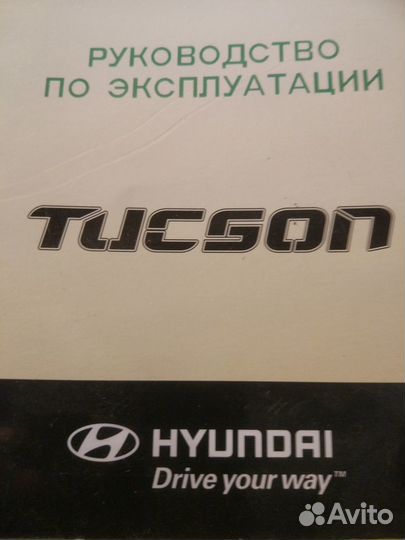 РУКОВОДСТВО
ПО ЭКСПЛУАТАЦИИ
TUCSON
HYUNDAI
Drive your way™
Avito